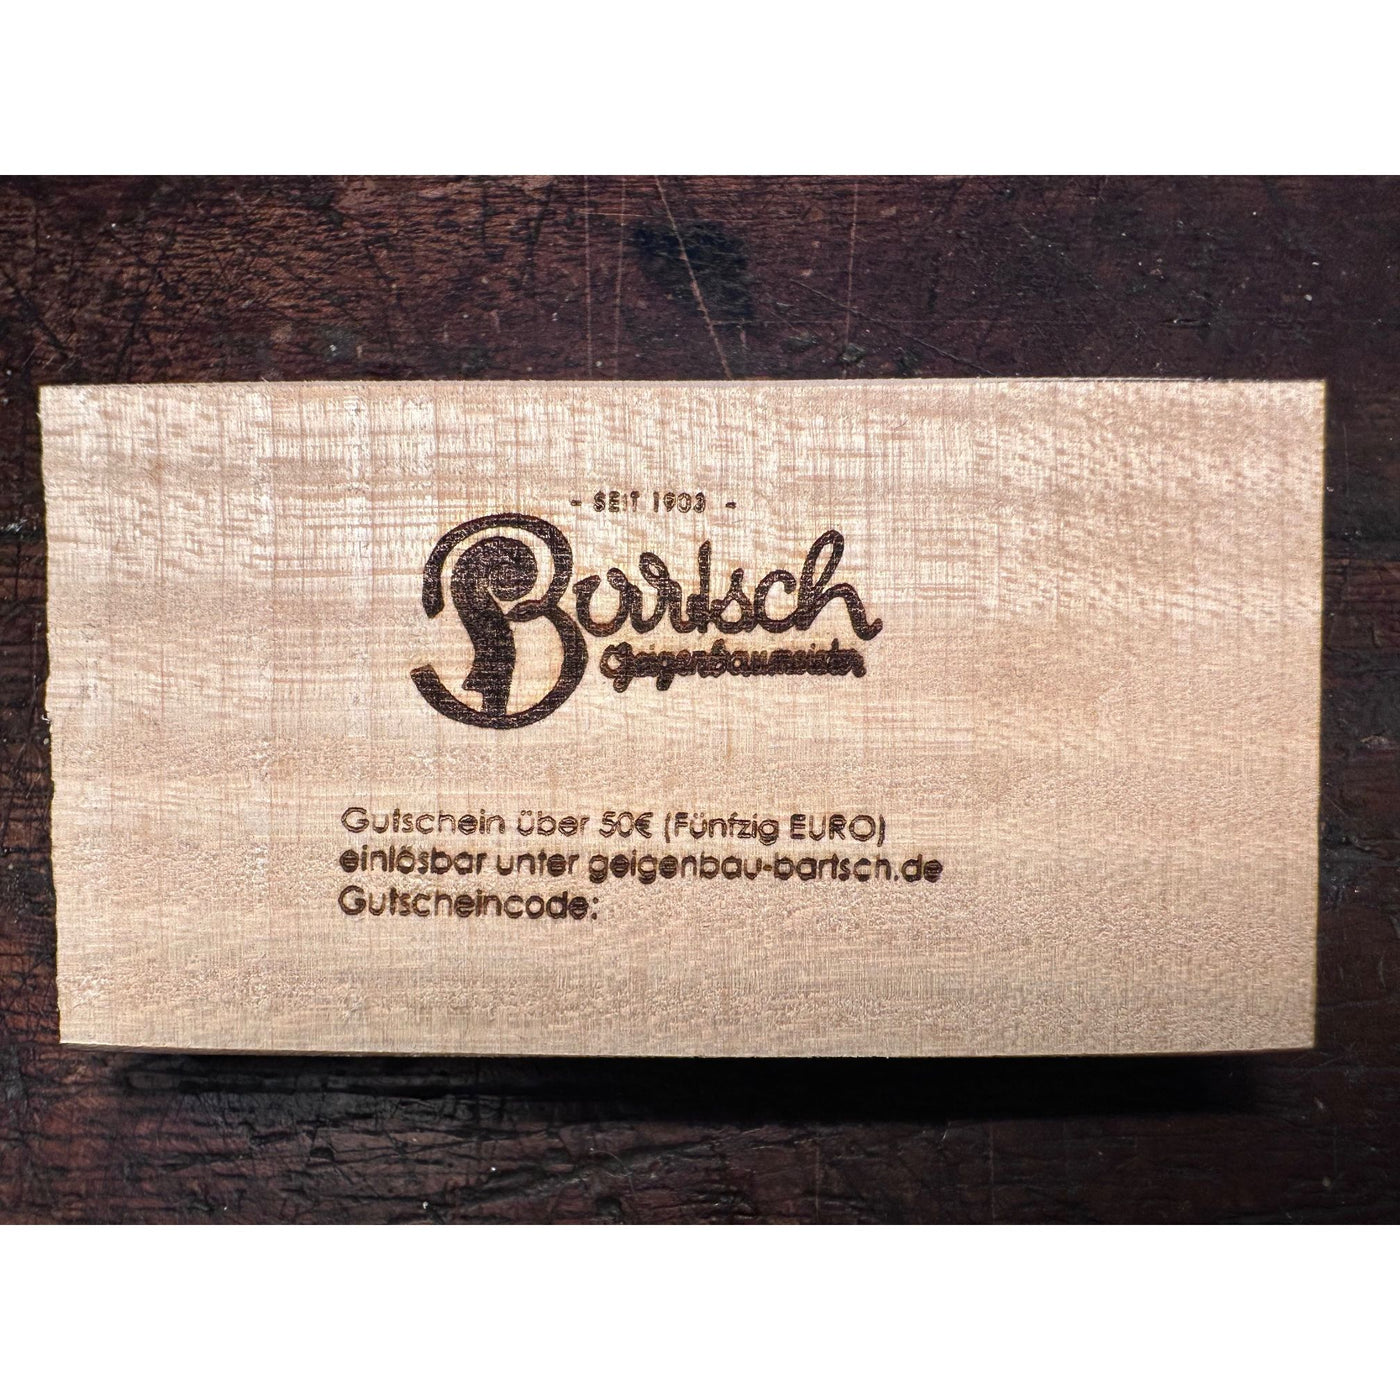 - SEIT 1903 -
Bartsch
Geigenbaumeister
Gutschein über 50€ (Fünfzig EURO)
einlösbar unter geigenbau-bartsch.de
Gutscheincode: